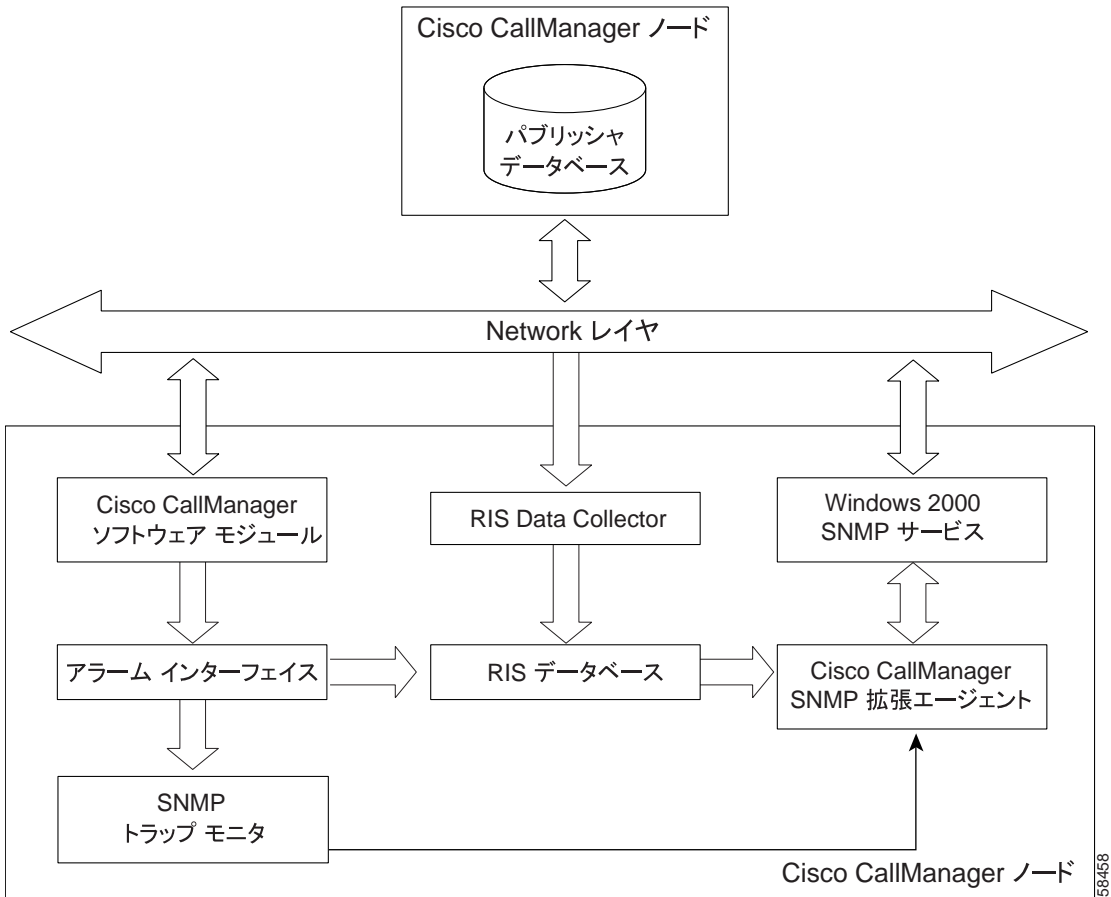 Cisco CallManager ノード
パブリッシャ
データベース
Network レイヤ
Cisco CallManager
ソフトウェア モジュール
RIS Data Collector
Windows 2000
SNMP サービス
アラーム インターフェイス
RIS データベース
Cisco CallManager
SNMP 拡張エージェント
SNMP
トラップ モニタ
Cisco CallManager ノード
58458